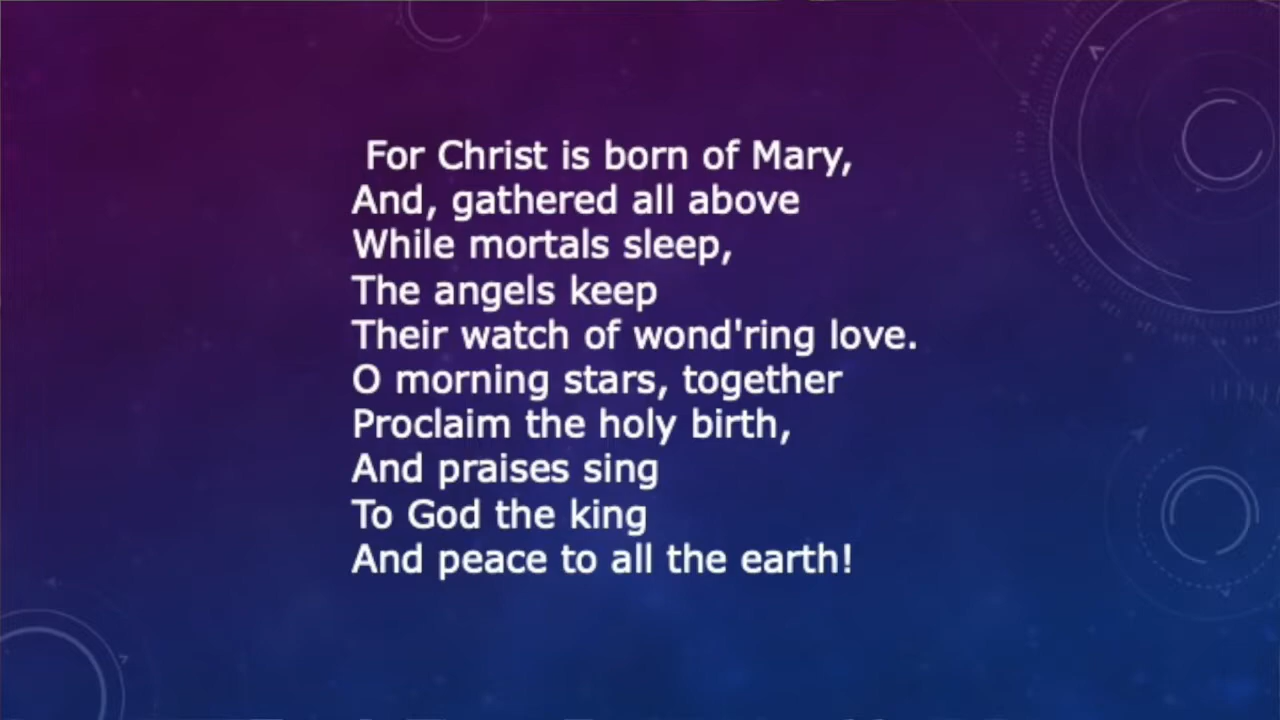 For Christ is born of Mary,
And, gathered all above
While mortals sleep,
The angels keep
Their watch of wond'ring love.
O morning stars, together
Proclaim the holy birth,
And praises sing
To God the king
And peace to all the earth!